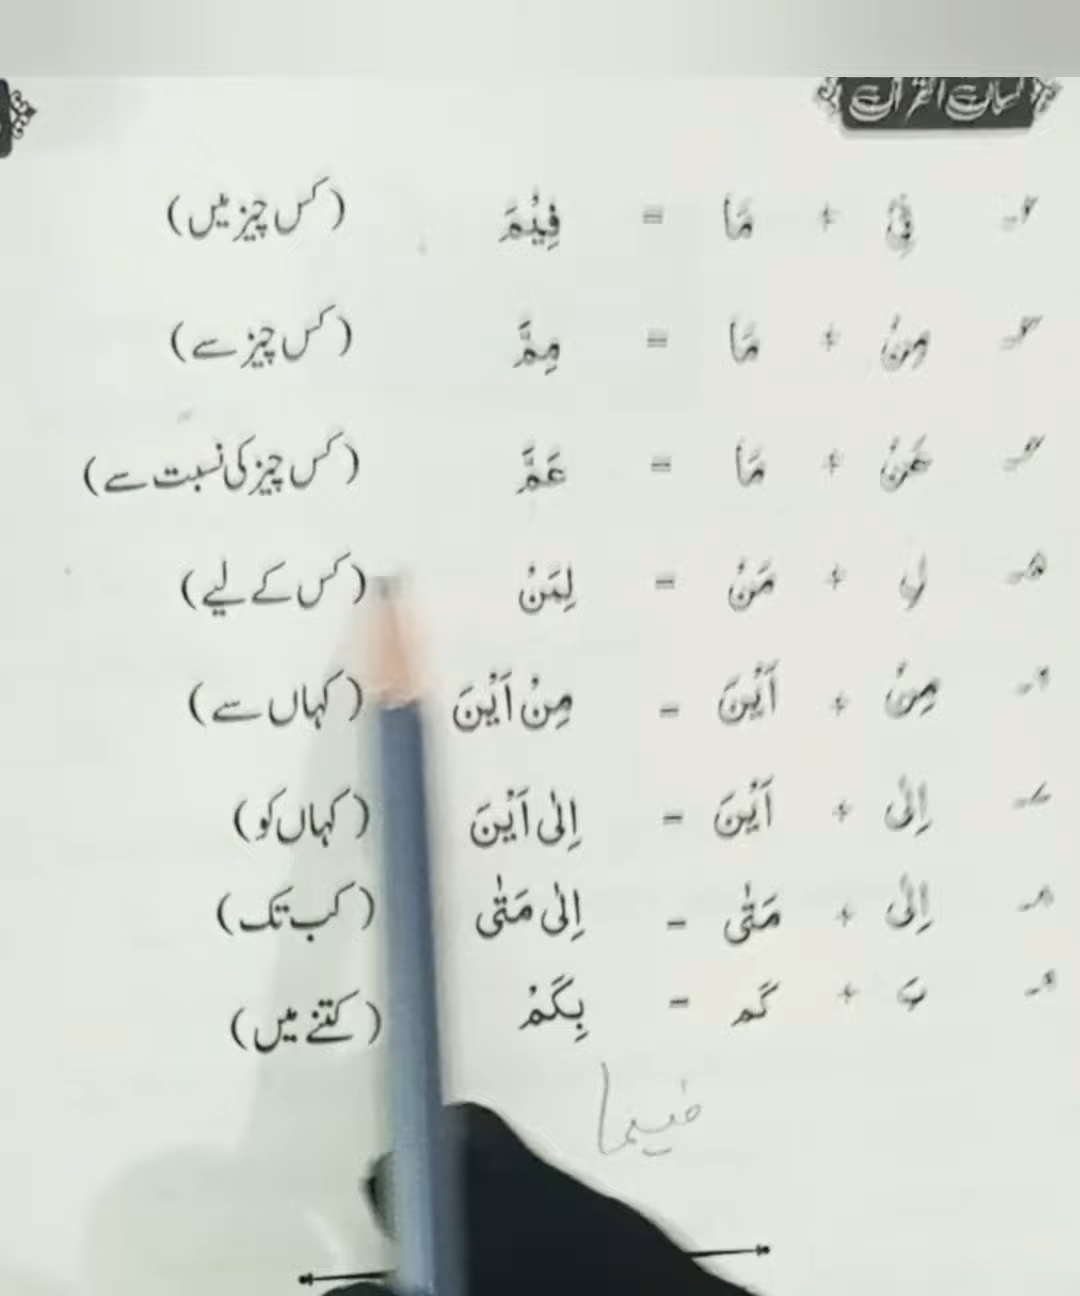 لسان القرآن
۲۔ فِیْ + مَا = فِيْمَ (کس چیز میں)
۳۔ مِنْ + مَا = مِمَّ (کس چیز سے)
۴۔ عَنْ + مَا = عَمَّ (کس چیز کی نسبت سے)
۵۔ لِ + مَنْ = لِمَنْ (کس کے لیے)
۶۔ مِنْ + اَيْنَ = مِنْ اَيْنَ (کہاں سے)
۷۔ اِلٰى + اَيْنَ = اِلٰى اَيْنَ (کہاں کو)
۸۔ اِلٰى + مَتٰى = اِلٰى مَتٰى (کب تک)
۹۔ بِ + كَم = بِكَمْ (کتنے میں)
فيما